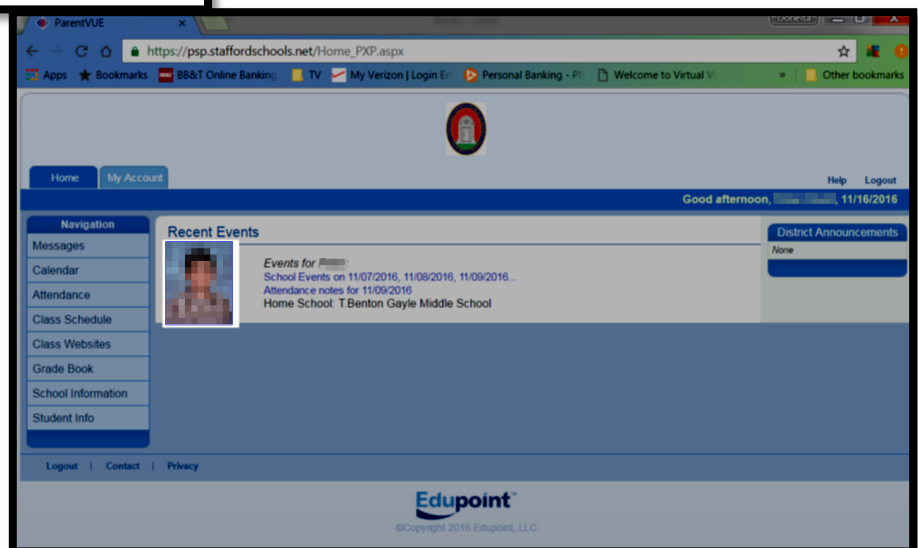 ParentVUE
https://psp.staffordschools.net/Home_PXP.aspx
Apps Bookmarks BB&T Online Banking TV My Verizon | Login En Personal Banking - PN Welcome to Virtual Vi » Other bookmarks
Home My Account
Help Logout
Good afternoon, , 11/16/2016
Navigation
Messages
Calendar
Attendance
Class Schedule
Class Websites
Grade Book
School Information
Student Info
Recent Events
Events for :
School Events on 11/07/2016, 11/08/2016, 11/09/2016...
Attendance notes for 11/09/2016
Home School: T.Benton Gayle Middle School
District Announcements
None
Logout | Contact | Privacy
Edupoint
©Copyright 2016 Edupoint, LLC